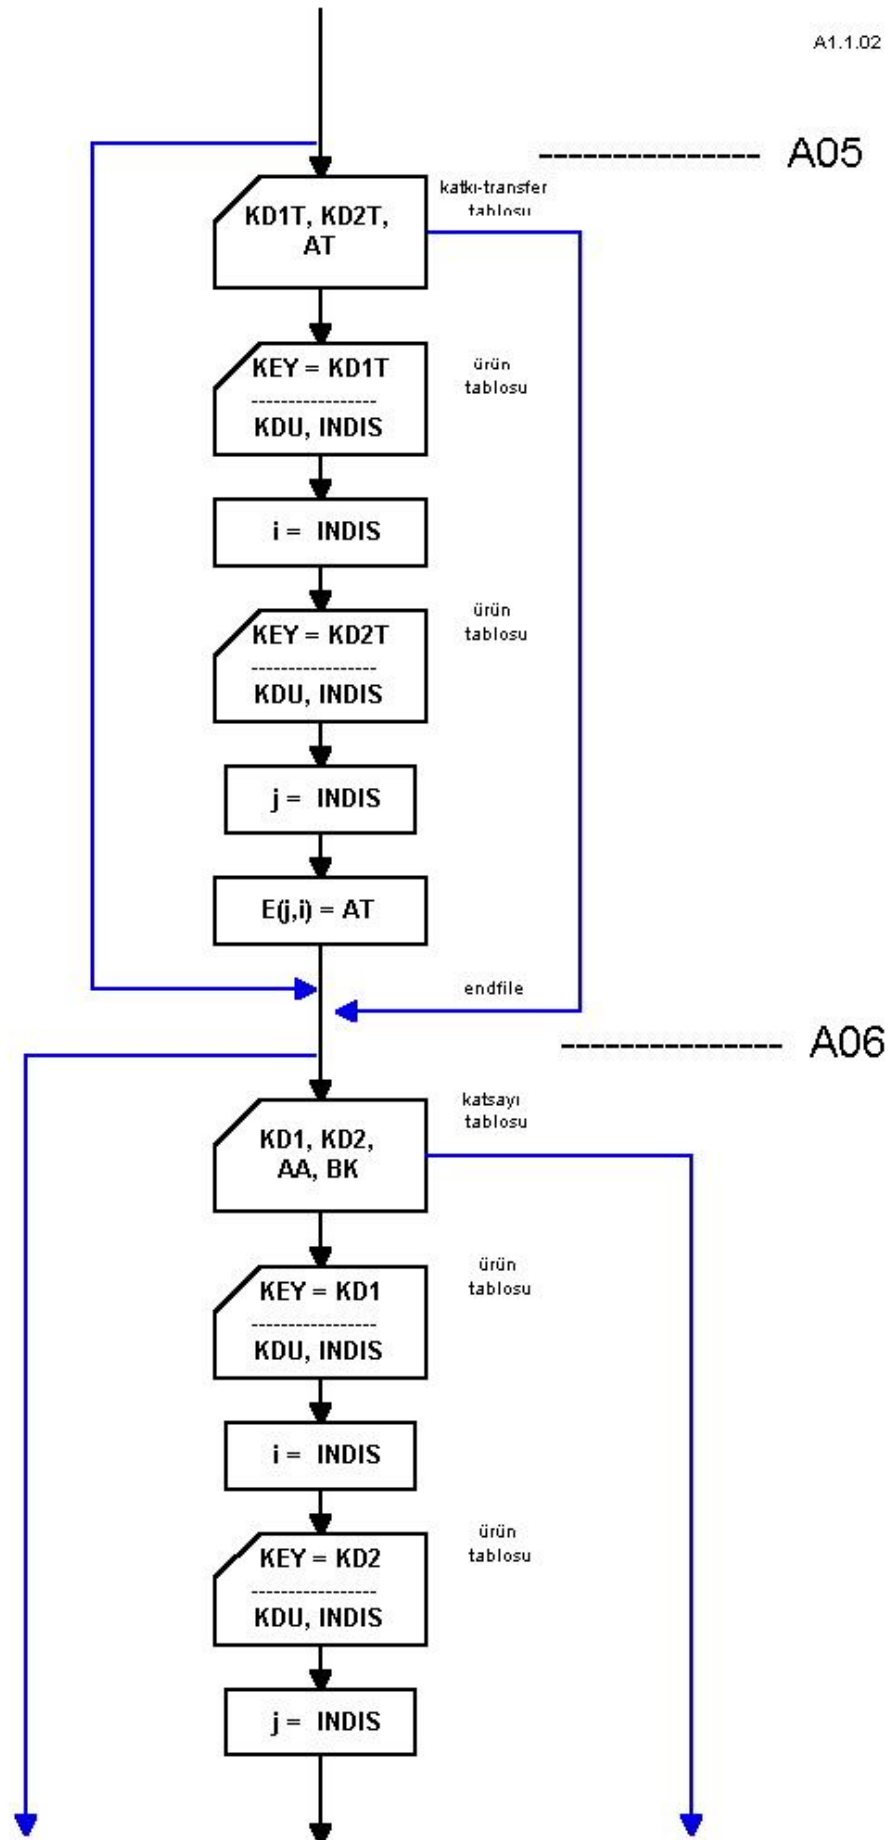 A1.1.02
--------------- A05
katkı-transfer
tablosu
KD1T, KD2T,
AT
KEY = KD1T
-----------------
KDU, INDIS
ürün
tablosu
i = INDIS
KEY = KD2T
-----------------
KDU, INDIS
ürün
tablosu
j = INDIS
E(j,i) = AT
endfile
--------------- A06
katsayı
tablosu
KD1, KD2,
AA, BK
ürün
tablosu
KEY = KD1
-----------------
KDU, INDIS
i = INDIS
ürün
tablosu
KEY = KD2
-----------------
KDU, INDIS
j = INDIS